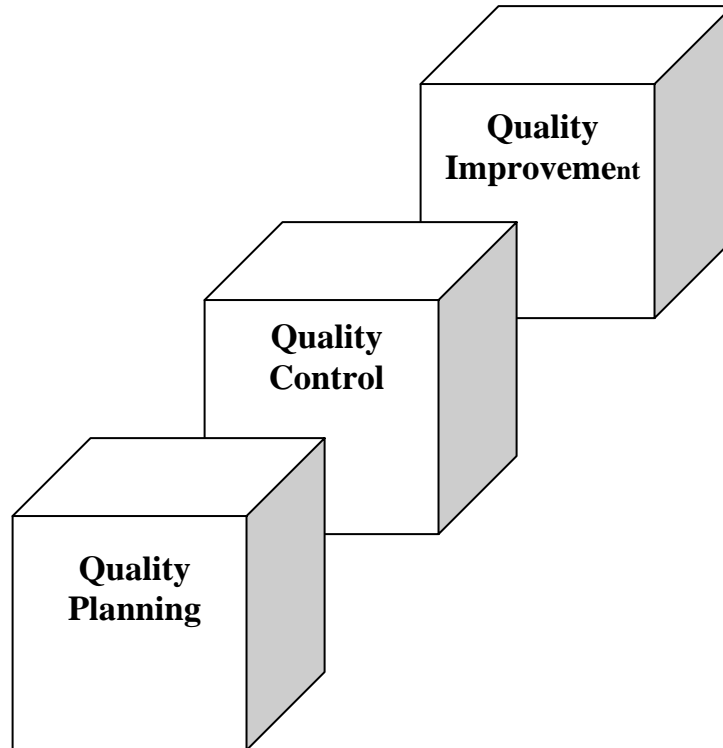 Quality
Improvement
Quality
Control
Quality
Planning